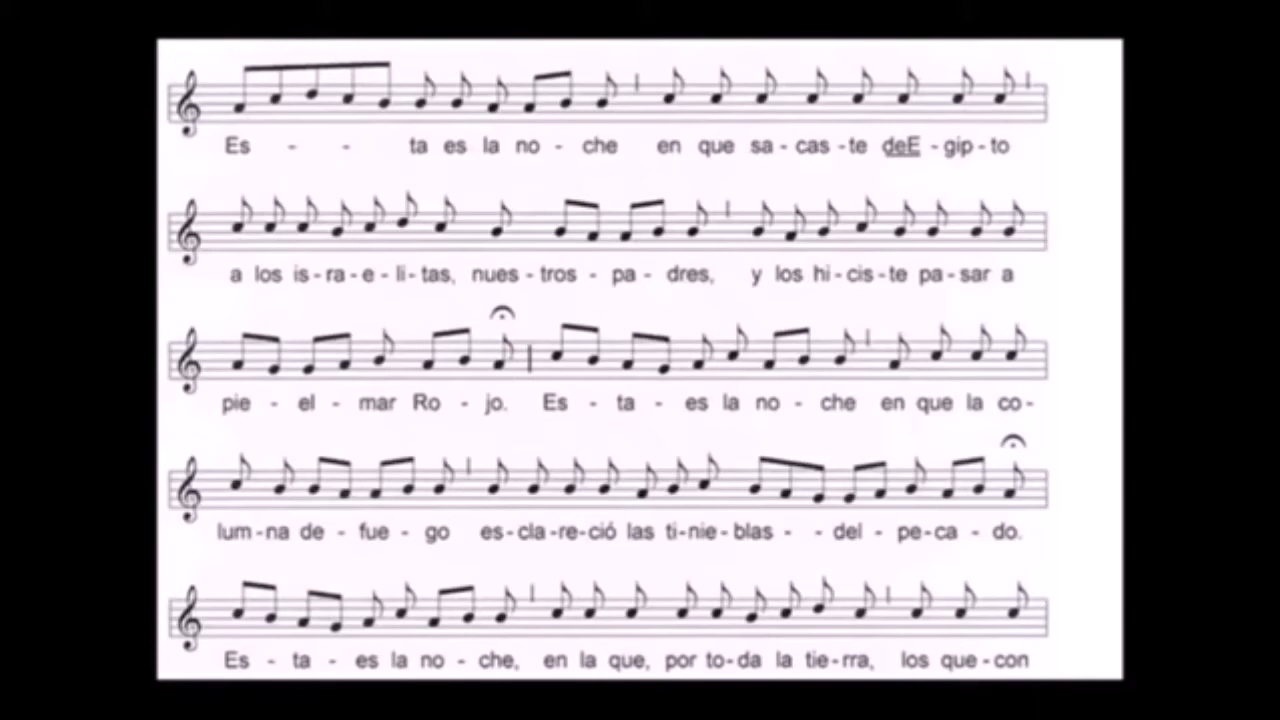 Es - - ta es la no - che en que sa - cas - te deE - gip - to
a los is - ra - e - li - tas, nues - tros - pa - dres, y los hi - cis - te pa - sar a
pie - el - mar Ro - jo. Es - ta - es la no - che en que la co -
lum - na de - fue - go es - cla - re - ció las ti - nie - blas - - del - pe - ca - do.
Es - ta - es la no - che, en la que, por to - da la tie - rra, los que - con